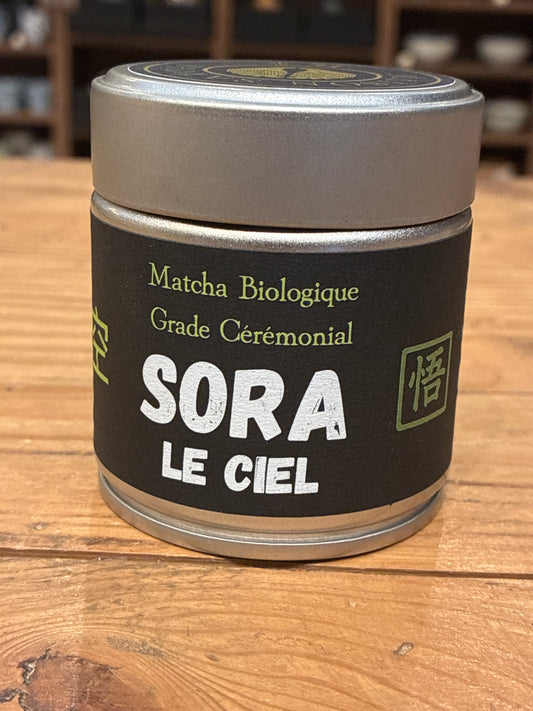 Matcha Biologique
Grade Cérémonial
SORA
LE CIEL
空
悟